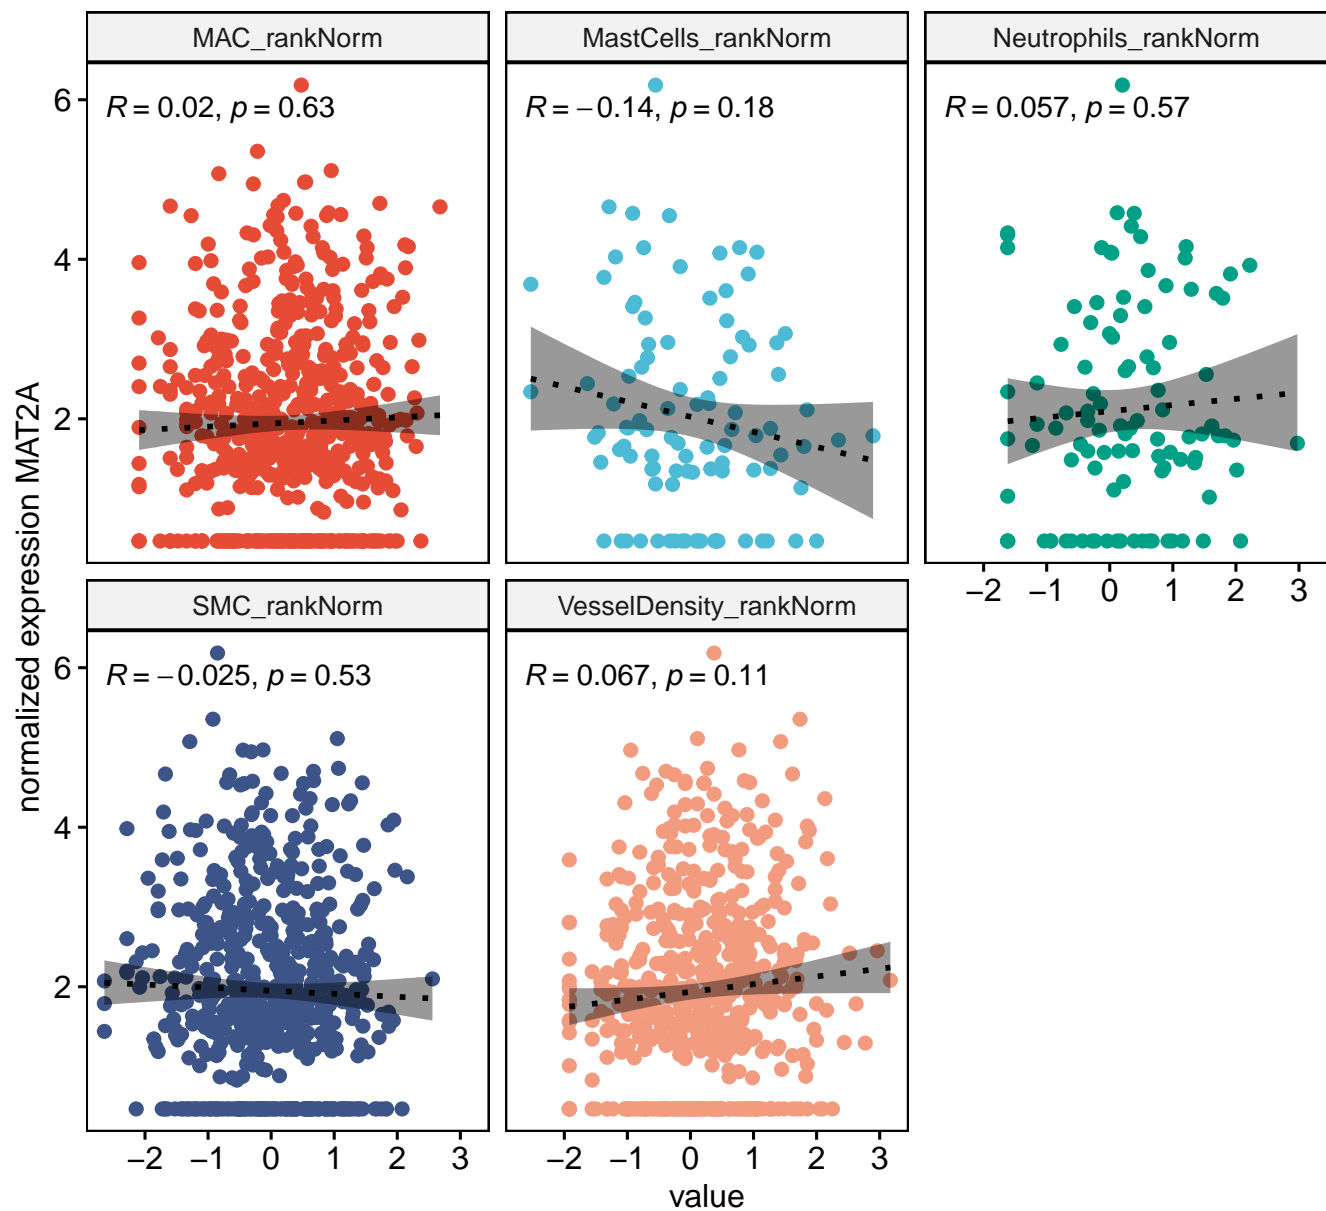 MAC_rankNorm
MastCells_rankNorm
Neutrophils_rankNorm
R = 0.02, p = 0.63
R = −0.14, p = 0.18
R = 0.057, p = 0.57
6
4
2
−2 −1 0 1 2 3
SMC_rankNorm
VesselDensity_rankNorm
R = −0.025, p = 0.53
R = 0.067, p = 0.11
6
4
2
−2 −1 0 1 2 3
−2 −1 0 1 2 3
value
normalized expression MAT2A